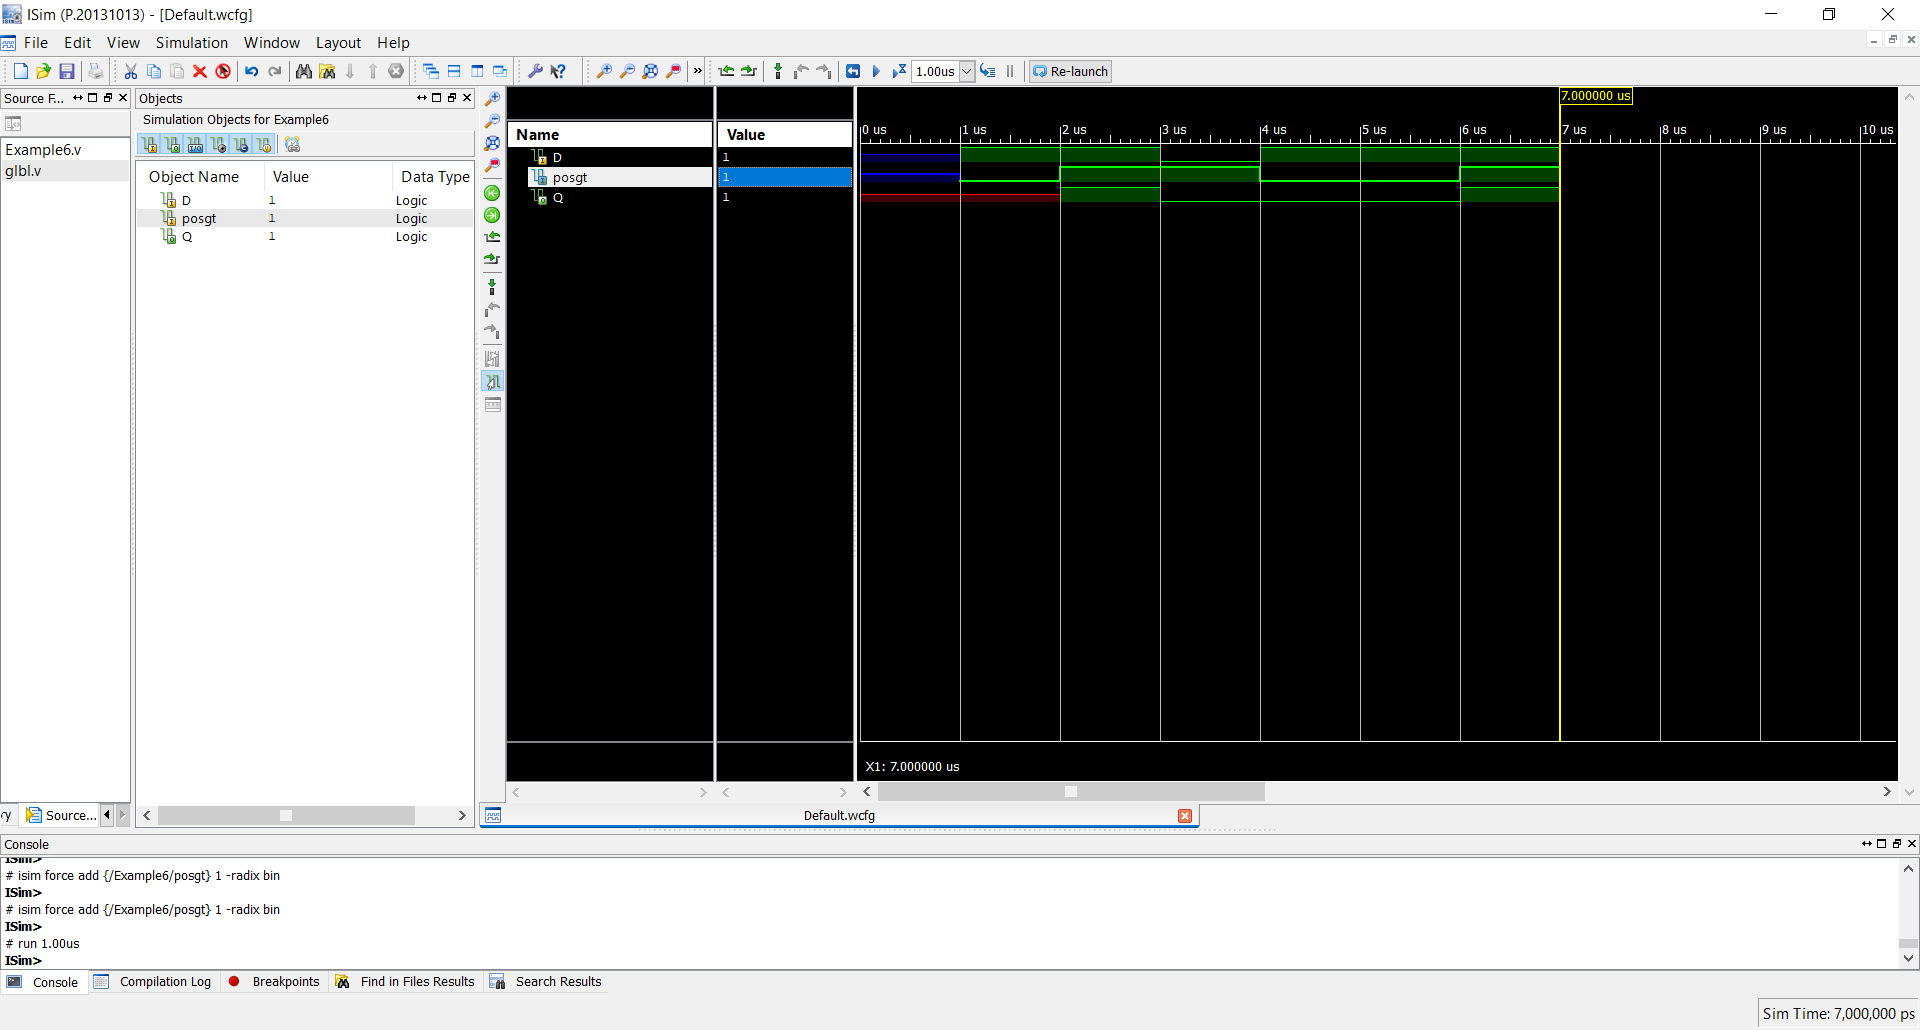 ISim (P.20131013) - [Default.wcfg]
File Edit View Simulation Window Layout Help
» 1.00us Re-launch
Source F...
Example6.v
glbl.v
ry Source...
Objects
Simulation Objects for Example6
Object Name Value Data Type
D 1 Logic
posgt 1 Logic
Q 1 Logic
Name Value
D 1
posgt 1
Q 1
7.000000 us
0 us 1 us 2 us 3 us 4 us 5 us 6 us 7 us 8 us 9 us 10 us
X1: 7.000000 us
Default.wcfg
Console
ISim>
# isim force add {/Example6/posgt} 1 -radix bin
ISim>
# isim force add {/Example6/posgt} 1 -radix bin
ISim>
# run 1.00us
ISim>
Console Compilation Log Breakpoints Find in Files Results Search Results
Sim Time: 7,000,000 ps